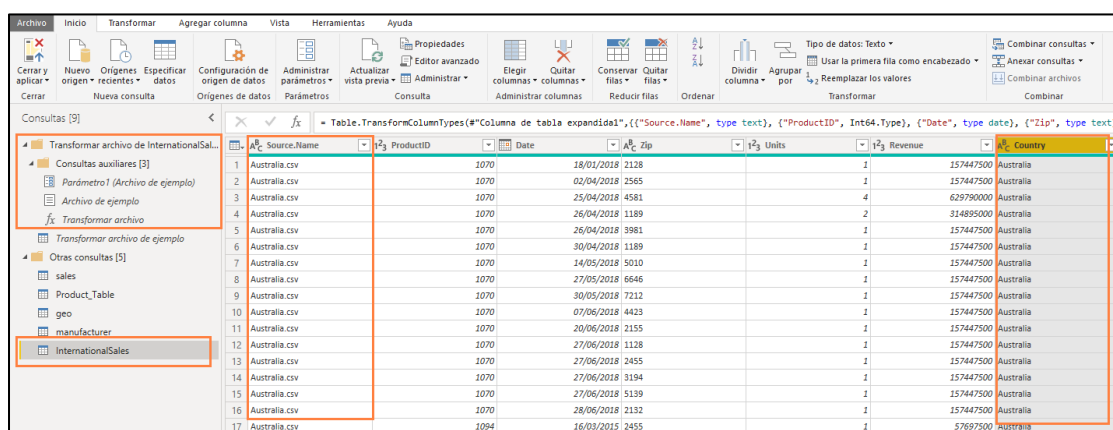 Archivo Inicio Transformar Agregar columna Vista Herramientas Ayuda
Cerrar y aplicar
Nuevo origen
Orígenes recientes
Especificar datos
Configuración de origen de datos
Administrar parámetros
Actualizar vista previa
Propiedades
Editor avanzado
Administrar
Elegir columnas
Quitar columnas
Conservar filas
Quitar filas
Dividir columna
Agrupar por
Tipo de datos: Texto
Usar la primera fila como encabezado
Reemplazar los valores
Combinar consultas
Anexar consultas
Combinar archivos
Cerrar Nueva consulta Orígenes de datos Parámetros Consulta Administrar columnas Reducir filas Ordenar Transformar Combinar
Consultas [9]
Transformar archivo de InternationalSal...
Consultas auxiliares [3]
Parámetro1 (Archivo de ejemplo)
Archivo de ejemplo
fx Transformar archivo
Transformar archivo de ejemplo
Otras consultas [5]
sales
Product_Table
geo
manufacturer
InternationalSales
fx = Table.TransformColumnTypes(#"Columna de tabla expandida1",{{"Source.Name", type text}, {"ProductID", Int64.Type}, {"Date", type date}, {"Zip", type text
ABC Source.Name 123 ProductID Date ABC Zip 123 Units 123 Revenue ABC Country
1 Australia.csv 1070 18/01/2018 2128 1 157447500 Australia
2 Australia.csv 1070 02/04/2018 2565 1 157447500 Australia
3 Australia.csv 1070 25/04/2018 4581 4 629790000 Australia
4 Australia.csv 1070 26/04/2018 1189 2 314895000 Australia
5 Australia.csv 1070 26/04/2018 3981 1 157447500 Australia
6 Australia.csv 1070 30/04/2018 1189 1 157447500 Australia
7 Australia.csv 1070 14/05/2018 5010 1 157447500 Australia
8 Australia.csv 1070 27/05/2018 6646 1 157447500 Australia
9 Australia.csv 1070 30/05/2018 7212 1 157447500 Australia
10 Australia.csv 1070 07/06/2018 4423 1 157447500 Australia
11 Australia.csv 1070 20/06/2018 2155 1 157447500 Australia
12 Australia.csv 1070 27/06/2018 1128 1 157447500 Australia
13 Australia.csv 1070 27/06/2018 2455 1 157447500 Australia
14 Australia.csv 1070 27/06/2018 3194 1 157447500 Australia
15 Australia.csv 1070 27/06/2018 5139 1 157447500 Australia
16 Australia.csv 1070 28/06/2018 2132 1 157447500 Australia
17 Australia.csv 1094 16/03/2015 2455 1 57697500 Australia